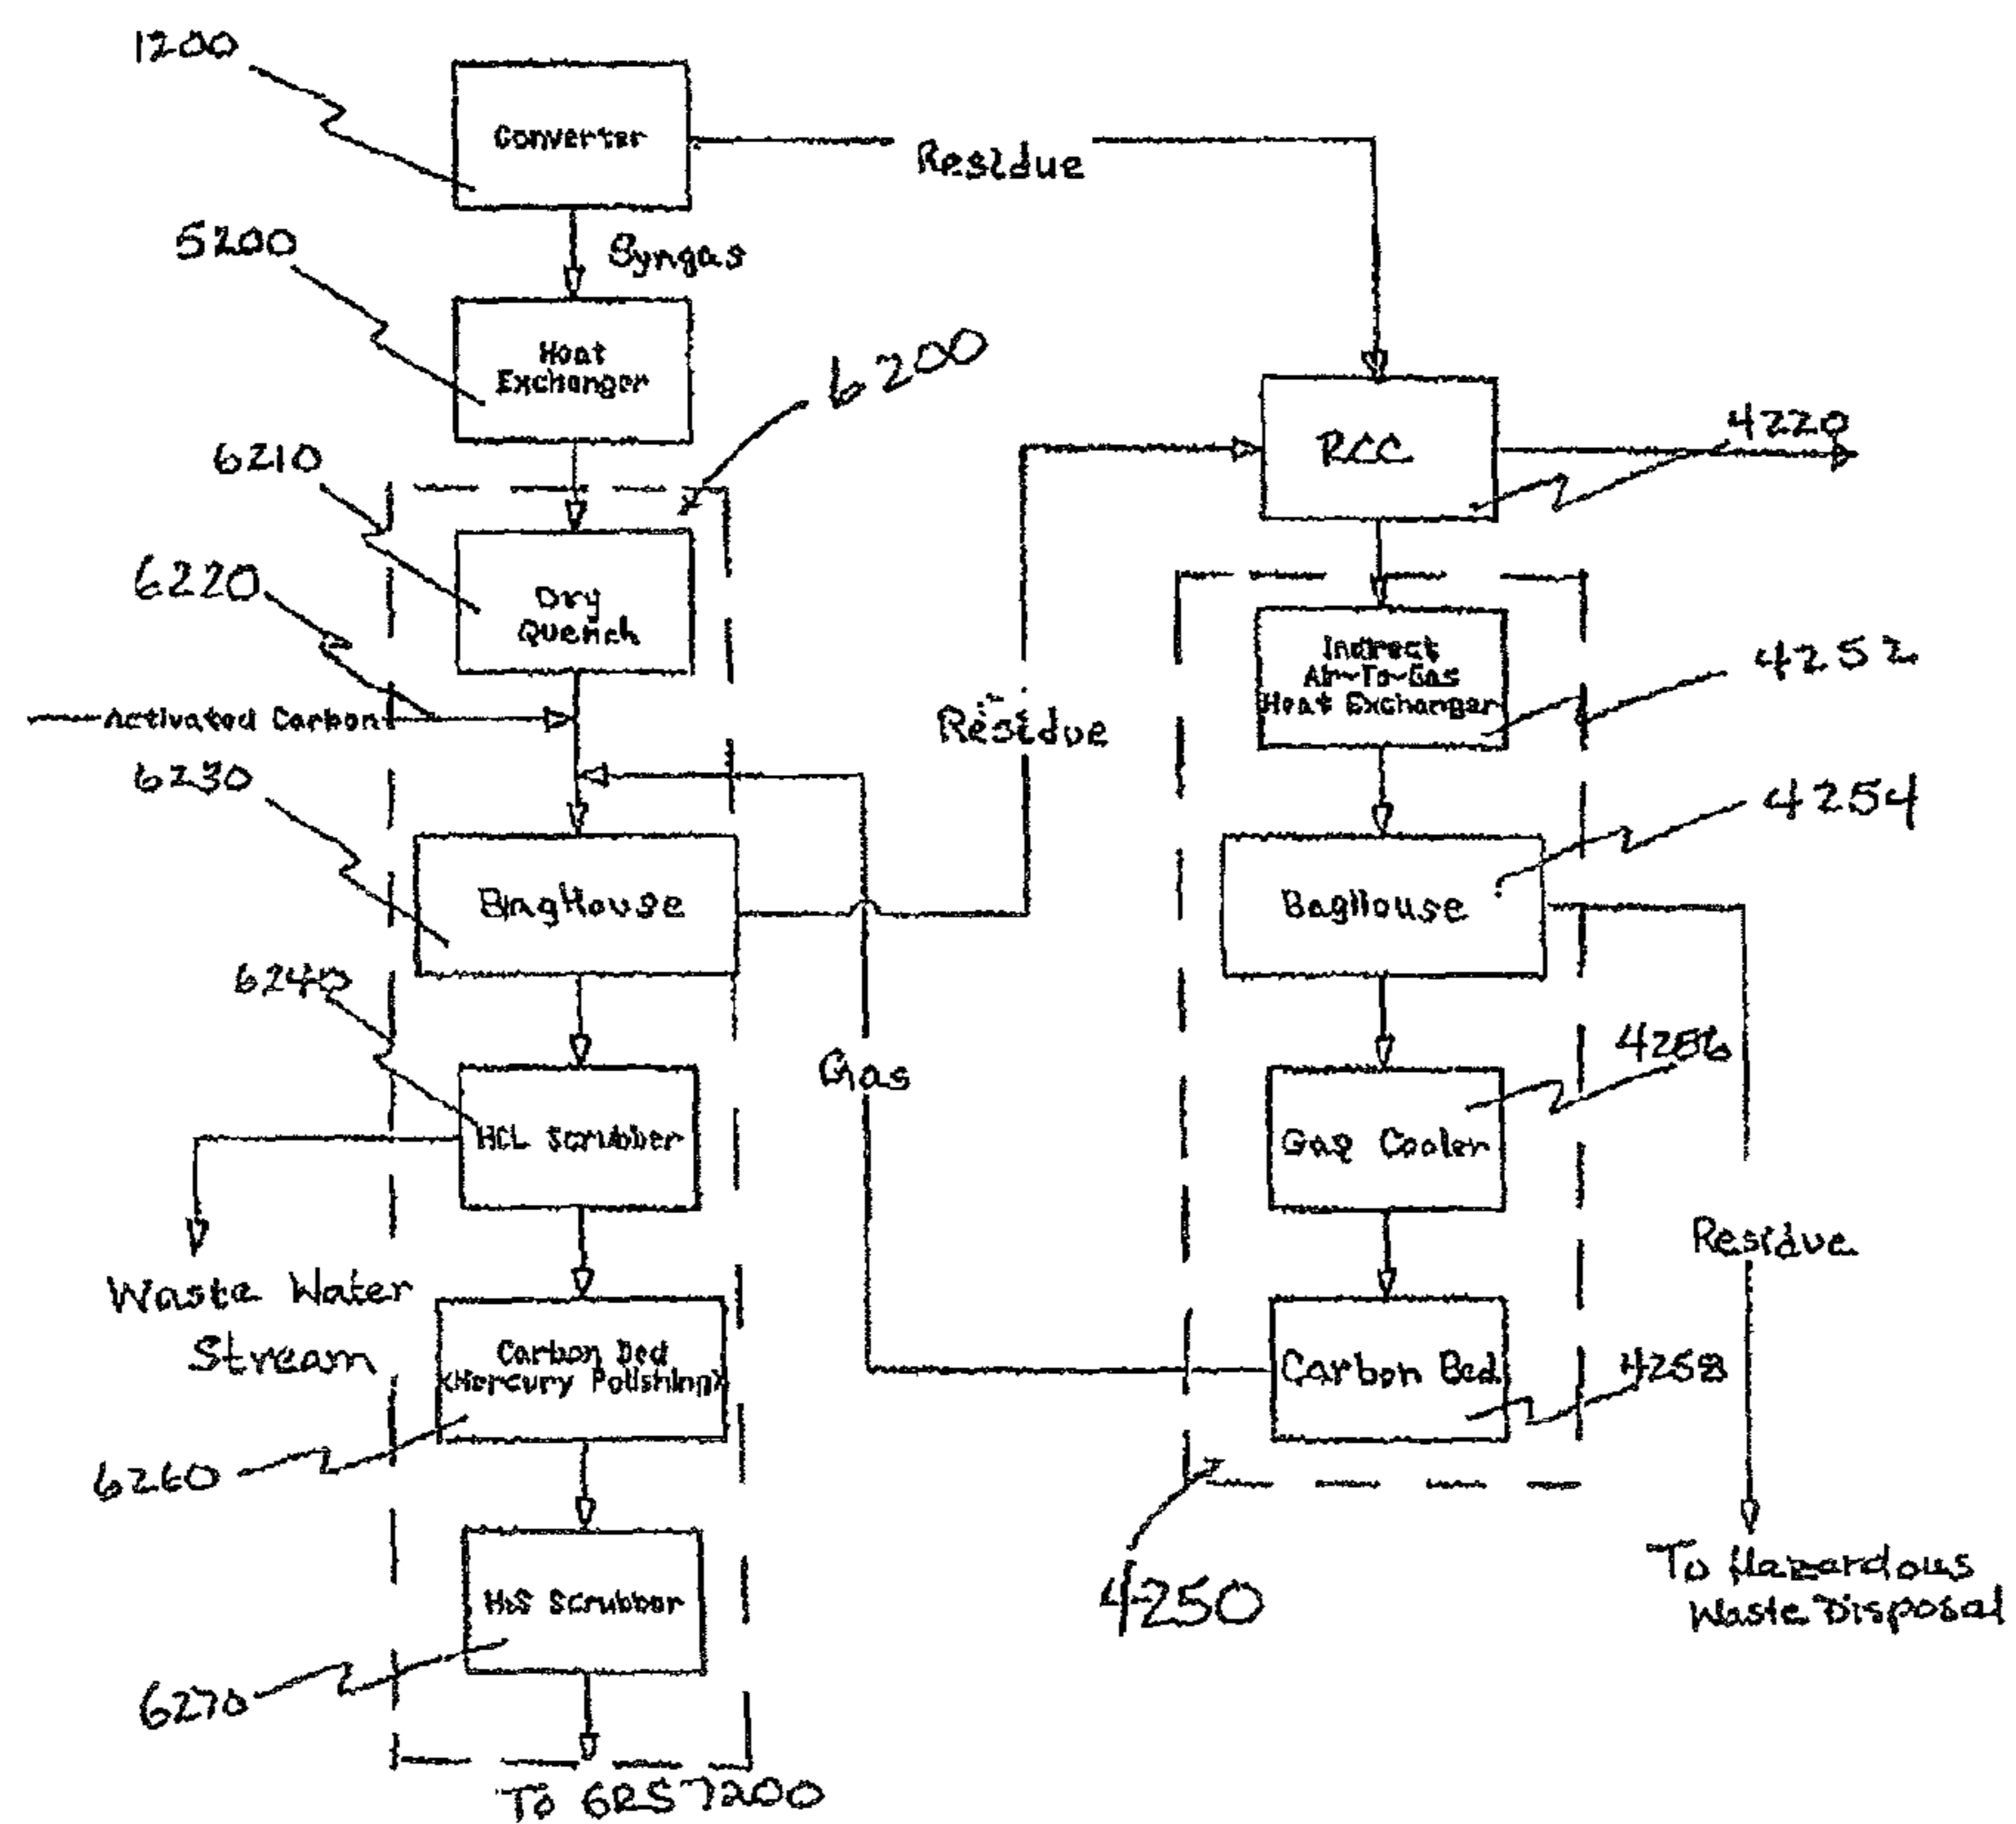 1200
Converter
Residue
5200
Syngas
Heat
Exchanger
6200
6210
RCC
4220
6220
Dry
Quench
Indirect
Air-To-Gas
Heat Exchanger
4252
Activated Carbon
Residue
6230
4254
BagHouse
BagHouse
6240
Gas
4256
HCL Scrubber
Gas Cooler
Residue
Waste Water
Stream
Carbon Bed
(Mercury Polishing)
Carbon Bed
4258
6260
To Hazardous
Waste Disposal
4250
H2S Scrubber
6270
To GRS 7200